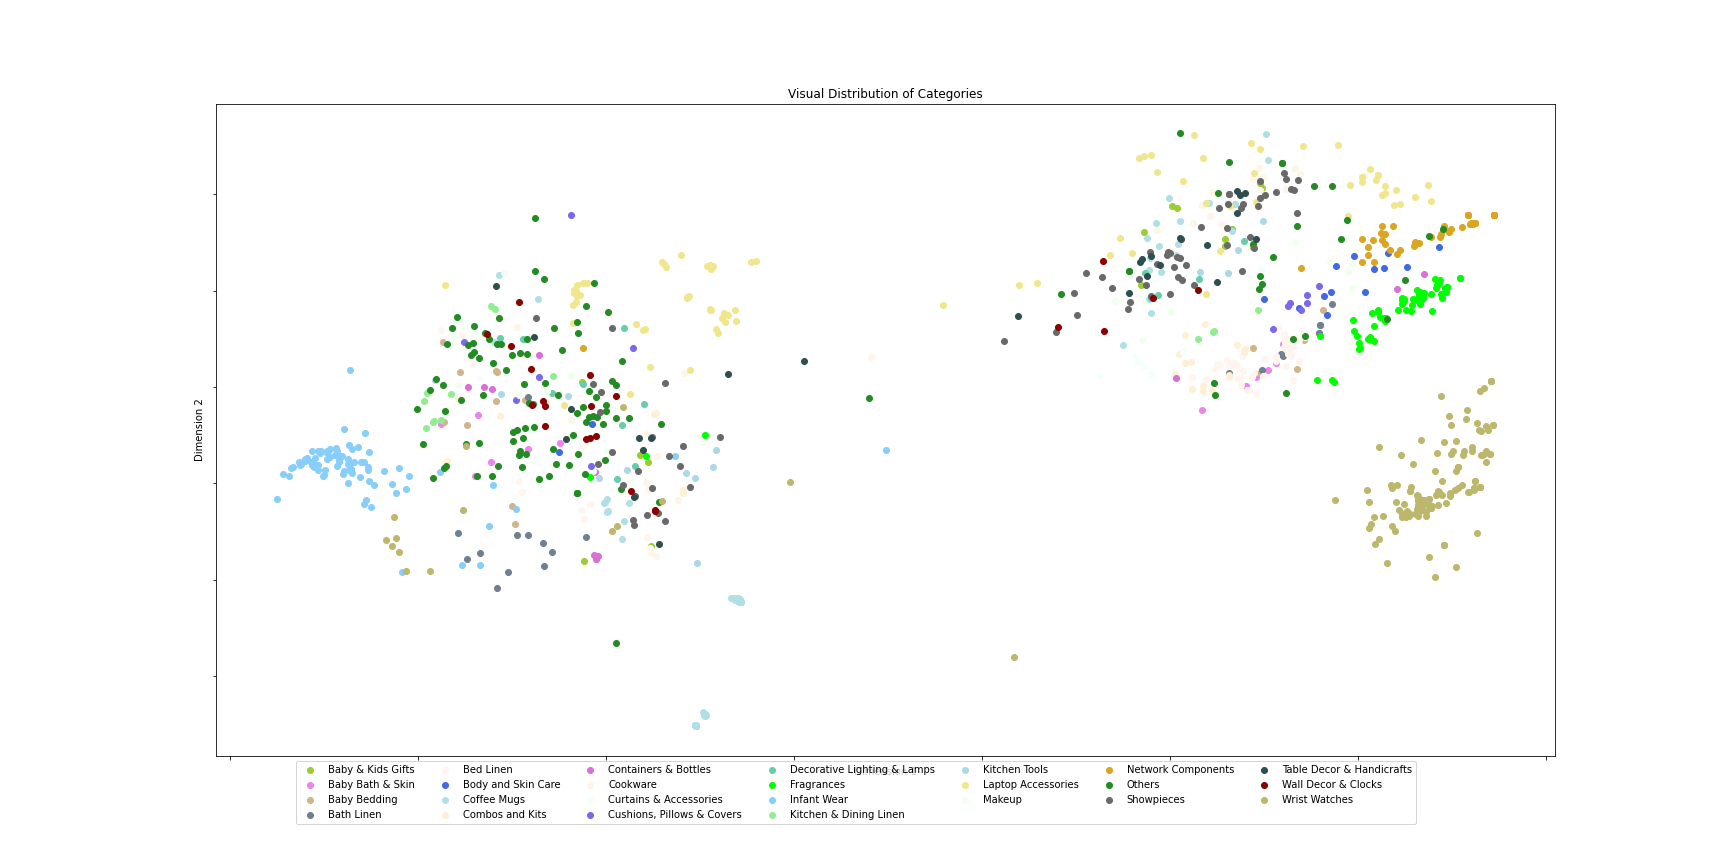 Visual Distribution of Categories
Dimension 2
Baby & Kids Gifts
Baby Bath & Skin
Baby Bedding
Bath Linen
Bed Linen
Body and Skin Care
Coffee Mugs
Combos and Kits
Containers & Bottles
Cookware
Curtains & Accessories
Cushions, Pillows & Covers
Decorative Lighting & Lamps
Fragrances
Infant Wear
Kitchen & Dining Linen
Kitchen Tools
Laptop Accessories
Makeup
Network Components
Others
Showpieces
Table Decor & Handicrafts
Wall Decor & Clocks
Wrist Watches